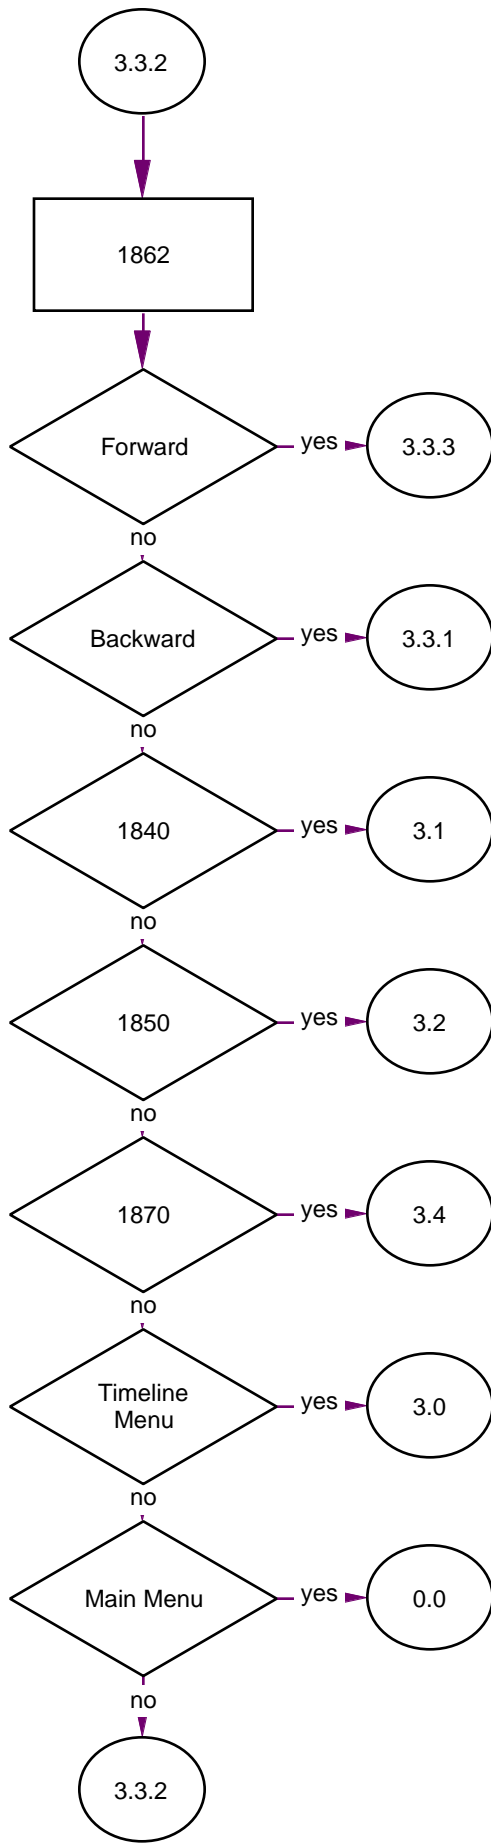 3.3.2
1862
Forward
yes
3.3.3
no
Backward
yes
3.3.1
no
1840
yes
3.1
no
1850
yes
3.2
no
1870
yes
3.4
no
Timeline
Menu
yes
3.0
no
Main Menu
yes
0.0
no
3.3.2